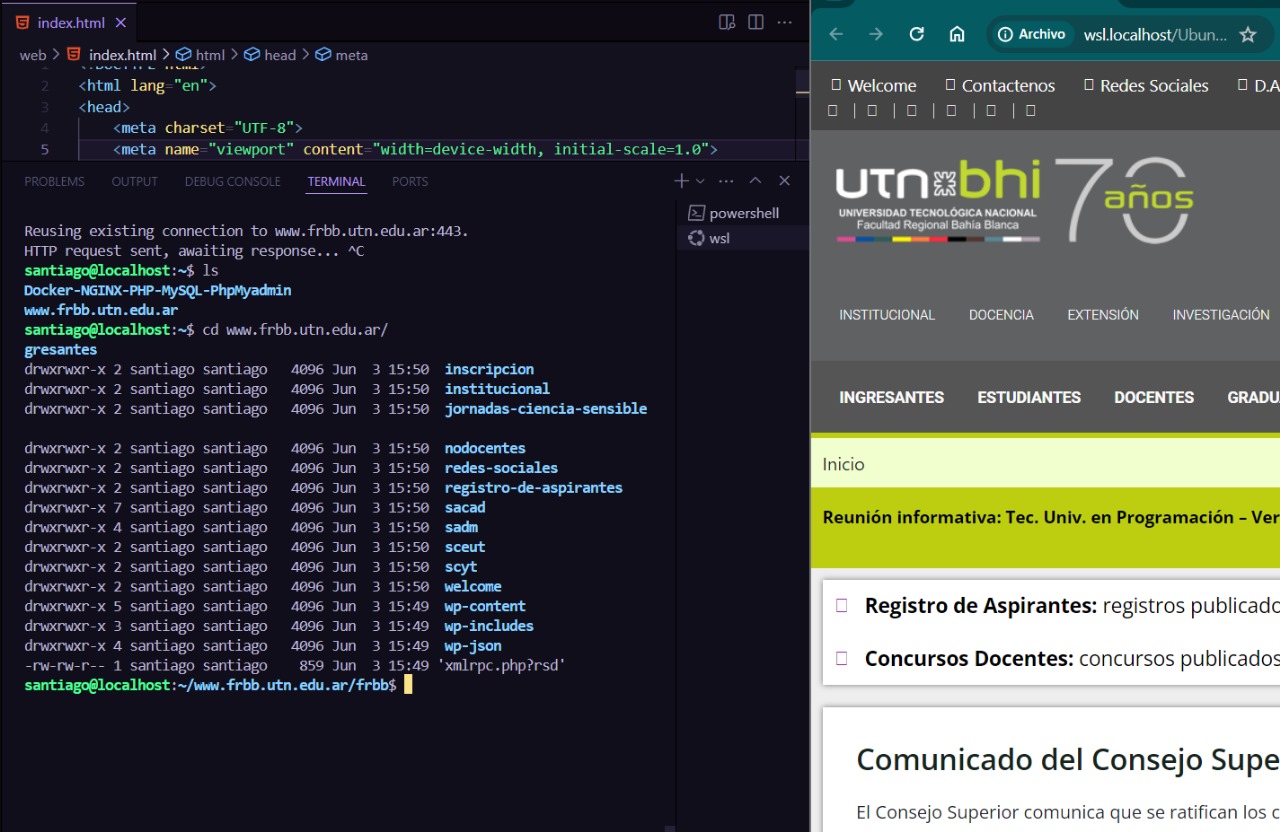 index.html
web > index.html > html > head > meta
2 <html lang="en">
3 <head>
4 <meta charset="UTF-8">
5 <meta name="viewport" content="width=device-width, initial-scale=1.0">
PROBLEMS OUTPUT DEBUG CONSOLE TERMINAL PORTS
powershell
wsl
Reusing existing connection to www.frbb.utn.edu.ar:443.
HTTP request sent, awaiting response... ^C
santiago@localhost:~$ ls
Docker-NGINX-PHP-MySQL-PhpMyadmin
www.frbb.utn.edu.ar
santiago@localhost:~$ cd www.frbb.utn.edu.ar/
gresantes
drwxrwxr-x 2 santiago santiago 4096 Jun 3 15:50 inscripcion
drwxrwxr-x 2 santiago santiago 4096 Jun 3 15:50 institucional
drwxrwxr-x 2 santiago santiago 4096 Jun 3 15:50 jornadas-ciencia-sensible
drwxrwxr-x 2 santiago santiago 4096 Jun 3 15:50 nodocentes
drwxrwxr-x 2 santiago santiago 4096 Jun 3 15:50 redes-sociales
drwxrwxr-x 2 santiago santiago 4096 Jun 3 15:50 registro-de-aspirantes
drwxrwxr-x 7 santiago santiago 4096 Jun 3 15:50 sacad
drwxrwxr-x 4 santiago santiago 4096 Jun 3 15:50 sadm
drwxrwxr-x 2 santiago santiago 4096 Jun 3 15:50 sceut
drwxrwxr-x 2 santiago santiago 4096 Jun 3 15:50 scyt
drwxrwxr-x 2 santiago santiago 4096 Jun 3 15:50 welcome
drwxrwxr-x 5 santiago santiago 4096 Jun 3 15:49 wp-content
drwxrwxr-x 3 santiago santiago 4096 Jun 3 15:49 wp-includes
drwxrwxr-x 4 santiago santiago 4096 Jun 3 15:49 wp-json
-rw-rw-r-- 1 santiago santiago 859 Jun 3 15:49 'xmlrpc.php?rsd'
santiago@localhost:~/www.frbb.utn.edu.ar/frbb$
Archivo wsl.localhost/Ubun...
Welcome Contactenos Redes Sociales D.A
| | | | |
utn bhi 70 años
UNIVERSIDAD TECNOLÓGICA NACIONAL
Facultad Regional Bahía Blanca
INSTITUCIONAL DOCENCIA EXTENSIÓN INVESTIGACIÓN
INGRESANTES ESTUDIANTES DOCENTES GRADU
Inicio
Reunión informativa: Tec. Univ. en Programación – Ver
Registro de Aspirantes: registros publicado
Concursos Docentes: concursos publicados
Comunicado del Consejo Supe
El Consejo Superior comunica que se ratifican los c